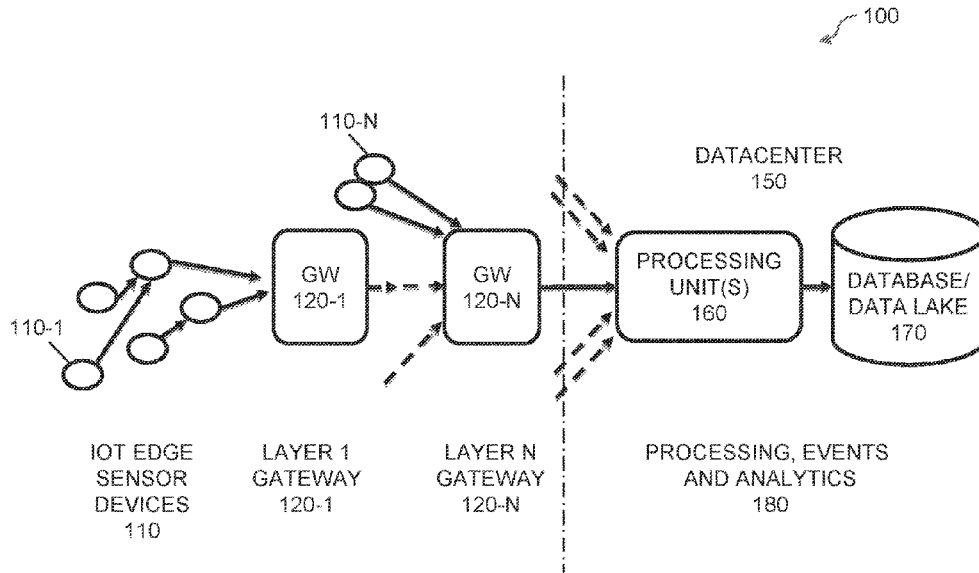 100
110-N
DATACENTER
150
GW
120-1
GW
120-N
PROCESSING
UNIT(S)
160
DATABASE/
DATA LAKE
170
110-1
IOT EDGE
SENSOR
DEVICES
110
LAYER 1
GATEWAY
120-1
LAYER N
GATEWAY
120-N
PROCESSING, EVENTS
AND ANALYTICS
180